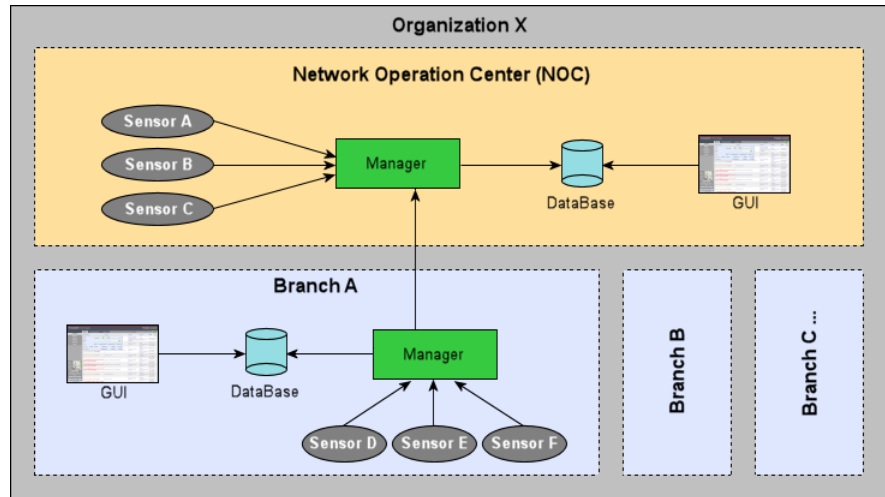 Organization X
Network Operation Center (NOC)
Sensor A
Sensor B
Sensor C
Manager
DataBase
GUI
Branch A
GUI
DataBase
Manager
Sensor D
Sensor E
Sensor F
Branch B
Branch C ...